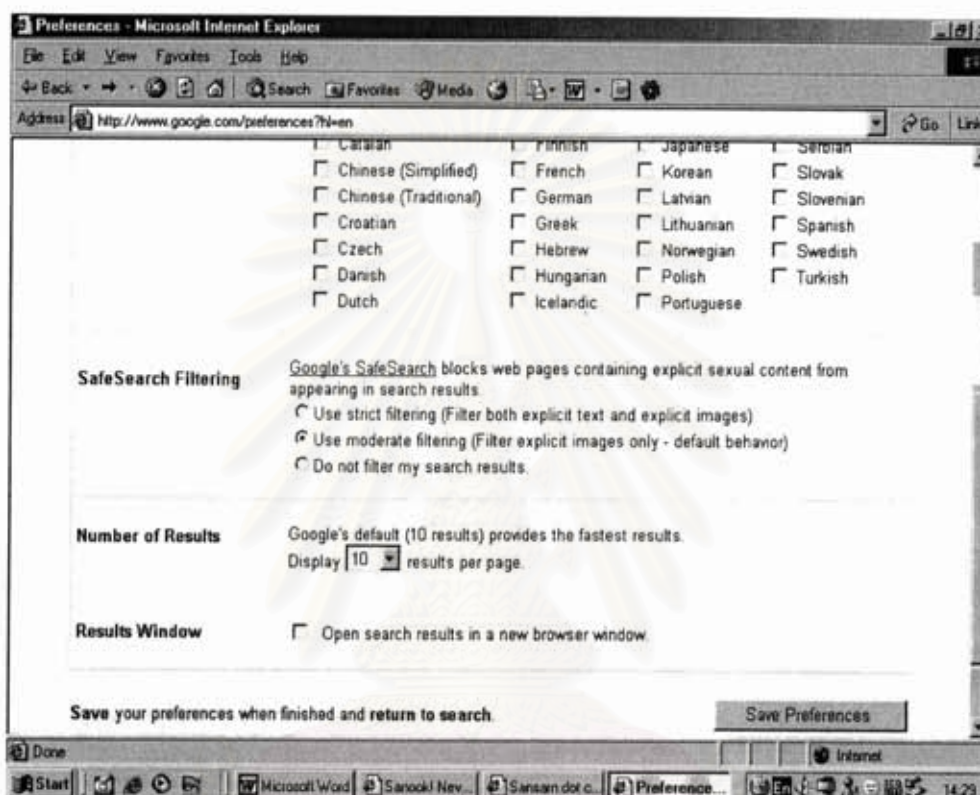 Preferences - Microsoft Internet Explorer
File Edit View Favorites Tools Help
Back Search Favorites Media
Address http://www.google.com/preferences?hl=en Go Link
Catalan Finnish Japanese Serbian
Chinese (Simplified) French Korean Slovak
Chinese (Traditional) German Latvian Slovenian
Croatian Greek Lithuanian Spanish
Czech Hebrew Norwegian Swedish
Danish Hungarian Polish Turkish
Dutch Icelandic Portuguese
SafeSearch Filtering
Google's SafeSearch blocks web pages containing explicit sexual content from
appearing in search results.
Use strict filtering (Filter both explicit text and explicit images)
Use moderate filtering (Filter explicit images only - default behavior)
Do not filter my search results.
Number of Results
Google's default (10 results) provides the fastest results.
Display 10 results per page.
Results Window
Open search results in a new browser window.
Save your preferences when finished and return to search. Save Preferences
Done Internet
Start Microsoft Word Sanook! New... Sansarn dot c... Preference... 14:29